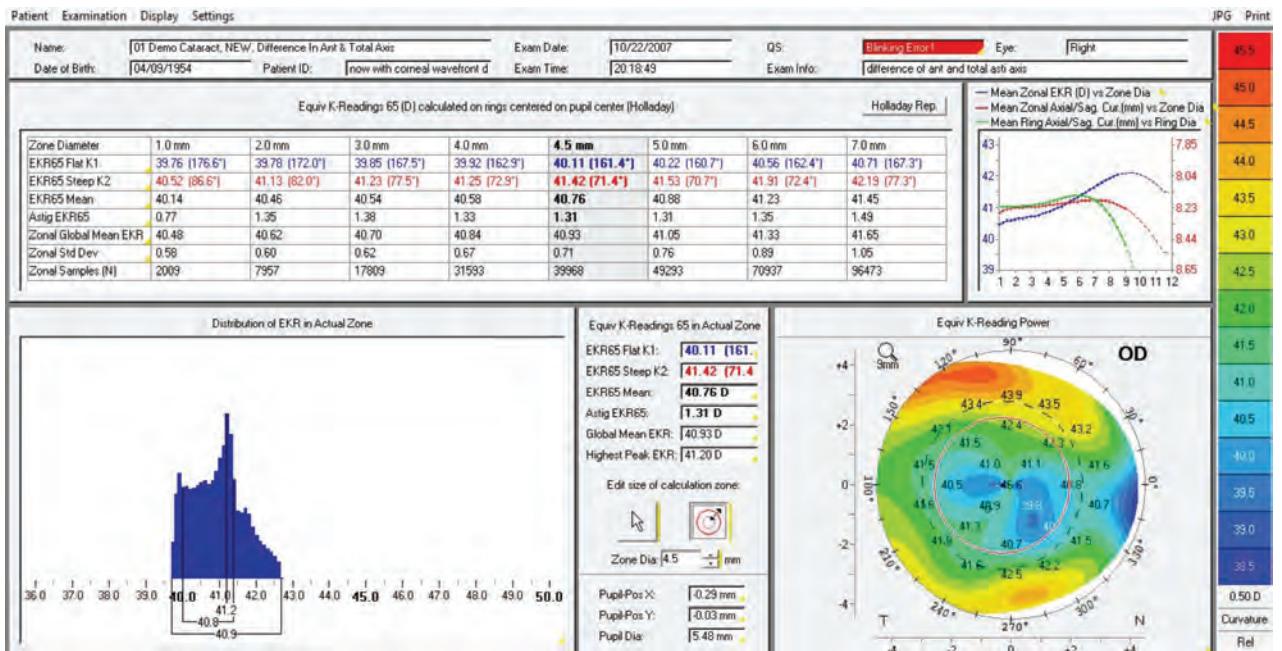 Patient Examination Display Settings JPG Print
Name: 01 Demo Cataract, NEW, Difference In Ant & Total Axis Exam Date: 10/22/2007 QS: Blinking Error! Eye: Right
Date of Birth: 04/09/1954 Patient ID: now with corneal wavefront d Exam Time: 20:18:49 Exam Info: difference of ant and total asti axis
Equiv K-Readings 65 (D) calculated on rings centered on pupil center (Holladay) Holladay Rep.
Zone Diameter 1.0 mm 2.0 mm 3.0 mm 4.0 mm 4.5 mm 5.0 mm 6.0 mm 7.0 mm
EKR65 Flat K1 39.76 (176.6°) 39.78 (172.0°) 39.85 (167.5°) 39.92 (162.9°) 40.11 (161.4°) 40.22 (160.7°) 40.56 (162.4°) 40.71 (167.3°)
EKR65 Steep K2 40.52 (86.6°) 41.13 (82.0°) 41.23 (77.5°) 41.25 (72.9°) 41.42 (71.4°) 41.53 (70.7°) 41.91 (72.4°) 42.19 (77.3°)
EKR65 Mean 40.14 40.46 40.54 40.58 40.76 40.88 41.23 41.45
Astig EKR65 0.77 1.35 1.38 1.33 1.31 1.31 1.35 1.49
Zonal Global Mean EKR 40.48 40.62 40.70 40.84 40.93 41.05 41.33 41.65
Zonal Std Dev 0.58 0.60 0.62 0.67 0.71 0.76 0.89 1.05
Zonal Samples (N) 2009 7957 17809 31593 39968 49293 70937 96473
Mean Zonal EKR (D) vs Zone Dia
Mean Zonal Axial/Sag. Cur.(mm) vs Zone Dia
Mean Ring Axial/Sag. Cur.(mm) vs Ring Dia
43 7.85
42 8.04
41 8.23
40 8.44
39 8.65
1 2 3 4 5 6 7 8 9 10 11 12
Distribution of EKR in Actual Zone
36.0 37.0 38.0 39.0 40.0 41.0 42.0 43.0 44.0 45.0 46.0 47.0 48.0 49.0 50.0
41.2
40.8
40.9
Equiv K-Readings 65 in Actual Zone
EKR65 Flat K1: 40.11 (161.
EKR65 Steep K2: 41.42 (71.4
EKR65 Mean: 40.76 D
Astig EKR65: 1.31 D
Global Mean EKR: 40.93 D
Highest Peak EKR: 41.20 D
Edit size of calculation zone:
Zone Dia: 4.5 mm
Pupil-Pos X: -0.29 mm
Pupil-Pos Y: -0.03 mm
Pupil Dia: 5.48 mm
Equiv K-Reading Power
9mm OD
90°
120° 60°
150° 30°
180° 0°
210° 330°
240° 300°
270°
+4
+2
0
-2
-4
43.9
43.4 43.5
42.1 42.4 43.2
41.5 42.3
41.5 41.0 41.1 41.6
40.5 40.8
41.6 40.9 39.8 40.7
41.3
41.9 40.7 41.5
41.6 42.2
42.5
T N
-4 -2 0 +2 +4
45.5
45.0
44.5
44.0
43.5
43.0
42.5
42.0
41.5
41.0
40.5
40.0
39.5
39.0
38.5
0.50 D
Curvature
Rel